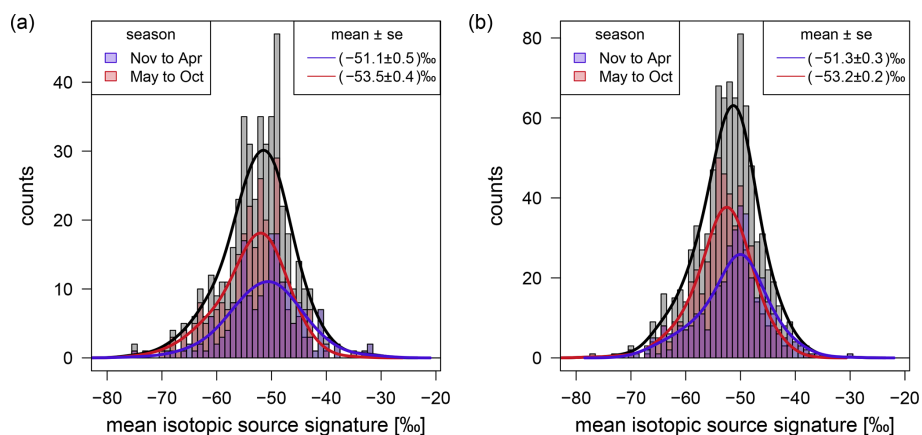 (a)
season
Nov to Apr
May to Oct
mean ± se
(−51.1±0.5)‰
(−53.5±0.4)‰
counts
0
10
20
30
40
−80
−70
−60
−50
−40
−30
−20
mean isotopic source signature [‰]
(b)
season
Nov to Apr
May to Oct
mean ± se
(−51.3±0.3)‰
(−53.2±0.2)‰
counts
0
20
40
60
80
−80
−70
−60
−50
−40
−30
−20
mean isotopic source signature [‰]